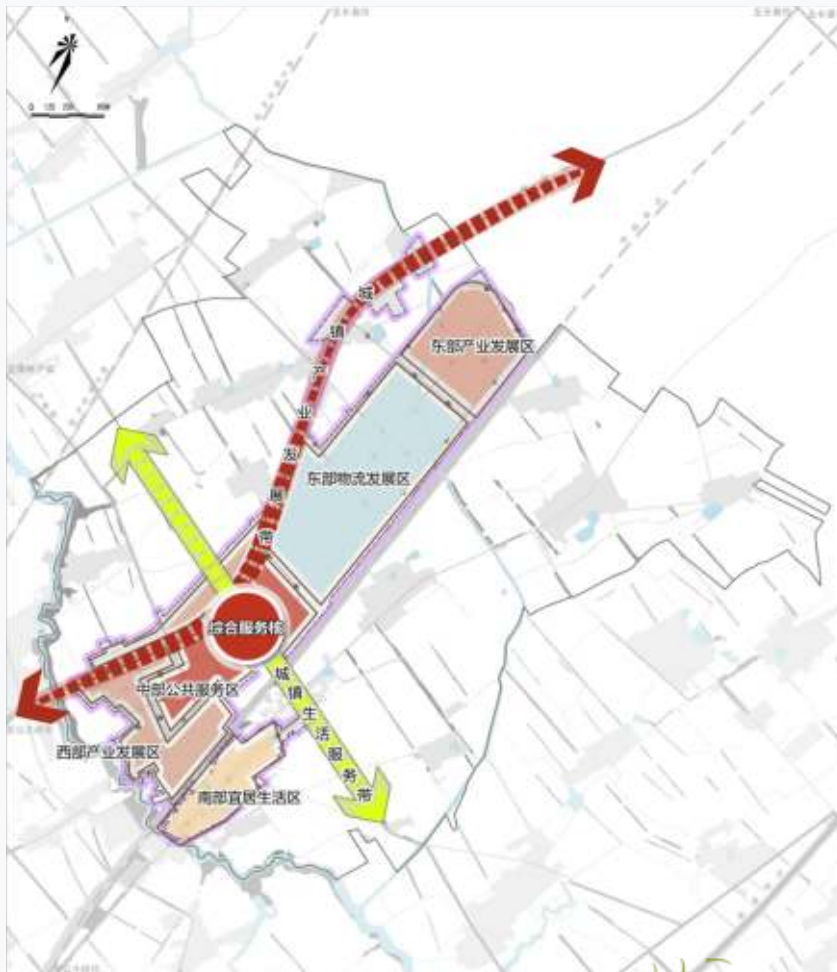 东部产业发展区
城镇产业发展带
东部物流发展区
综合服务核
中部公共服务区
城镇生活服务带
西部产业发展区
南部宜居生活区